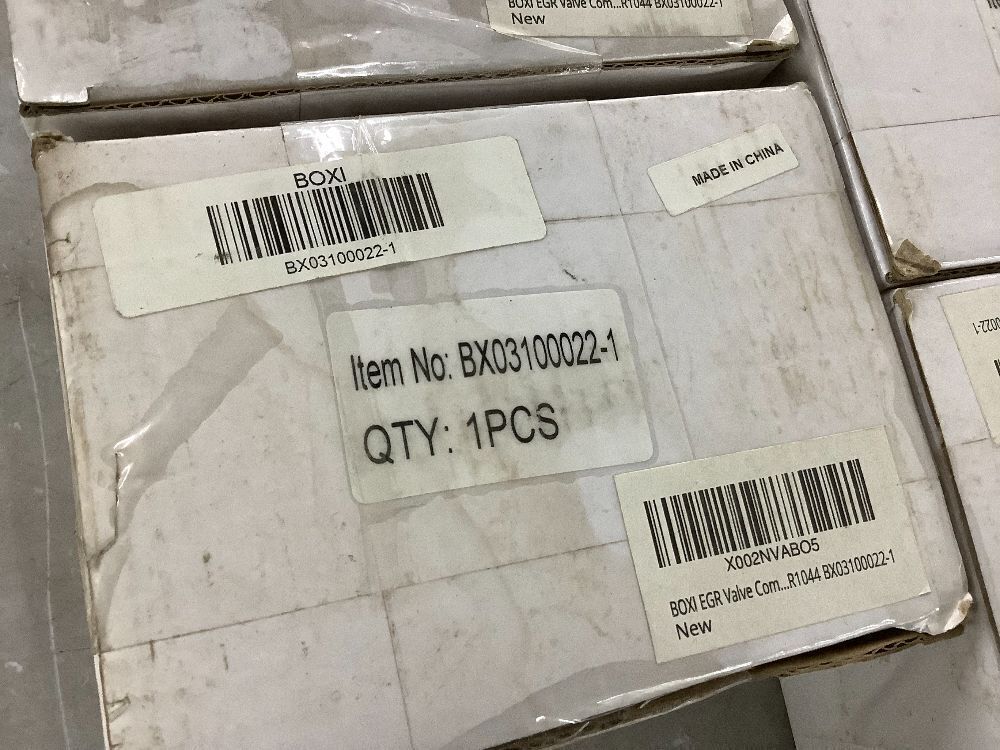 BOXI EGR Valve Com...R1044 BX03100022-1
New
MADE IN CHINA
BOXI
BX03100022-1
Item No: BX03100022-1
QTY: 1PCS
X002NVABO5
BOXI EGR Valve Com...R1044 BX03100022-1
New